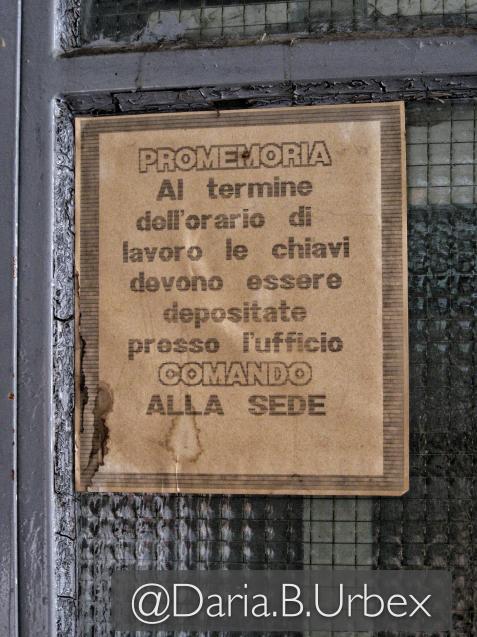 PROMEMORIA
Al termine
dell'orario di
lavoro le chiavi
devono essere
depositate
presso l'ufficio
COMANDO
ALLA SEDE
@Daria.B.Urbex